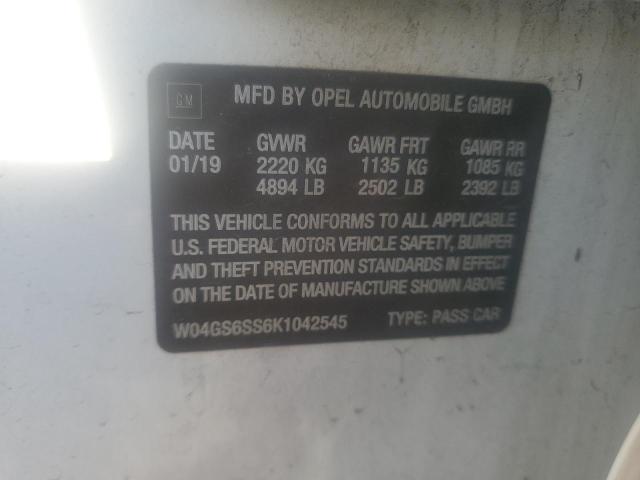 GM MFD BY OPEL AUTOMOBILE GMBH
DATE GVWR GAWR FRT GAWR RR
01/19 2220 KG 1135 KG 1085 KG
4894 LB 2502 LB 2392 LB
THIS VEHICLE CONFORMS TO ALL APPLICABLE
U.S. FEDERAL MOTOR VEHICLE SAFETY, BUMPER
AND THEFT PREVENTION STANDARDS IN EFFECT
ON THE DATE OF MANUFACTURE SHOWN ABOVE
W04GS6SS6K1042545 TYPE: PASS CAR